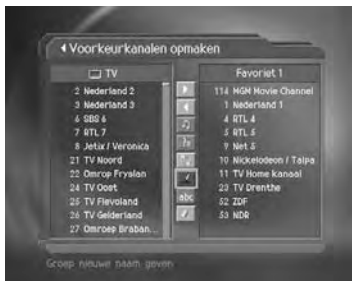 Voorkeurkanalen opmaken
TV
2 Nederland 2
3 Nederland 3
6 SBS 6
7 RTL 7
8 Jetix / Veronica
21 TV Noord
22 Omrop Fryslan
24 TV Oost
25 TV Flevoland
26 TV Gelderland
27 Omroep Braban...
abc
Favoriet 1
114 MGM Movie Channel
1 Nederland 1
4 RTL 4
5 RTL 5
9 Net 5
10 Nickelodeon / Talpa
11 TV Home kanaal
23 TV Drenthe
52 ZDF
53 NDR
Groep nieuwe naam geven